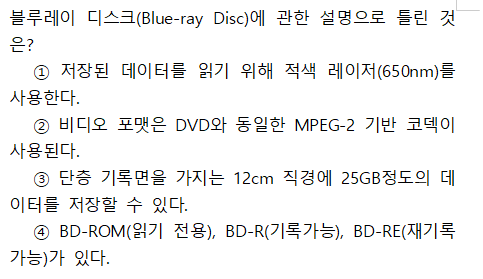 블루레이 디스크(Blue-ray Disc)에 관한 설명으로 틀린 것
은?
① 저장된 데이터를 읽기 위해 적색 레이저(650nm)를
사용한다.
② 비디오 포맷은 DVD와 동일한 MPEG-2 기반 코덱이
사용된다.
③ 단층 기록면을 가지는 12cm 직경에 25GB정도의 데
이터를 저장할 수 있다.
④ BD-ROM(읽기 전용), BD-R(기록가능), BD-RE(재기록
가능)가 있다.